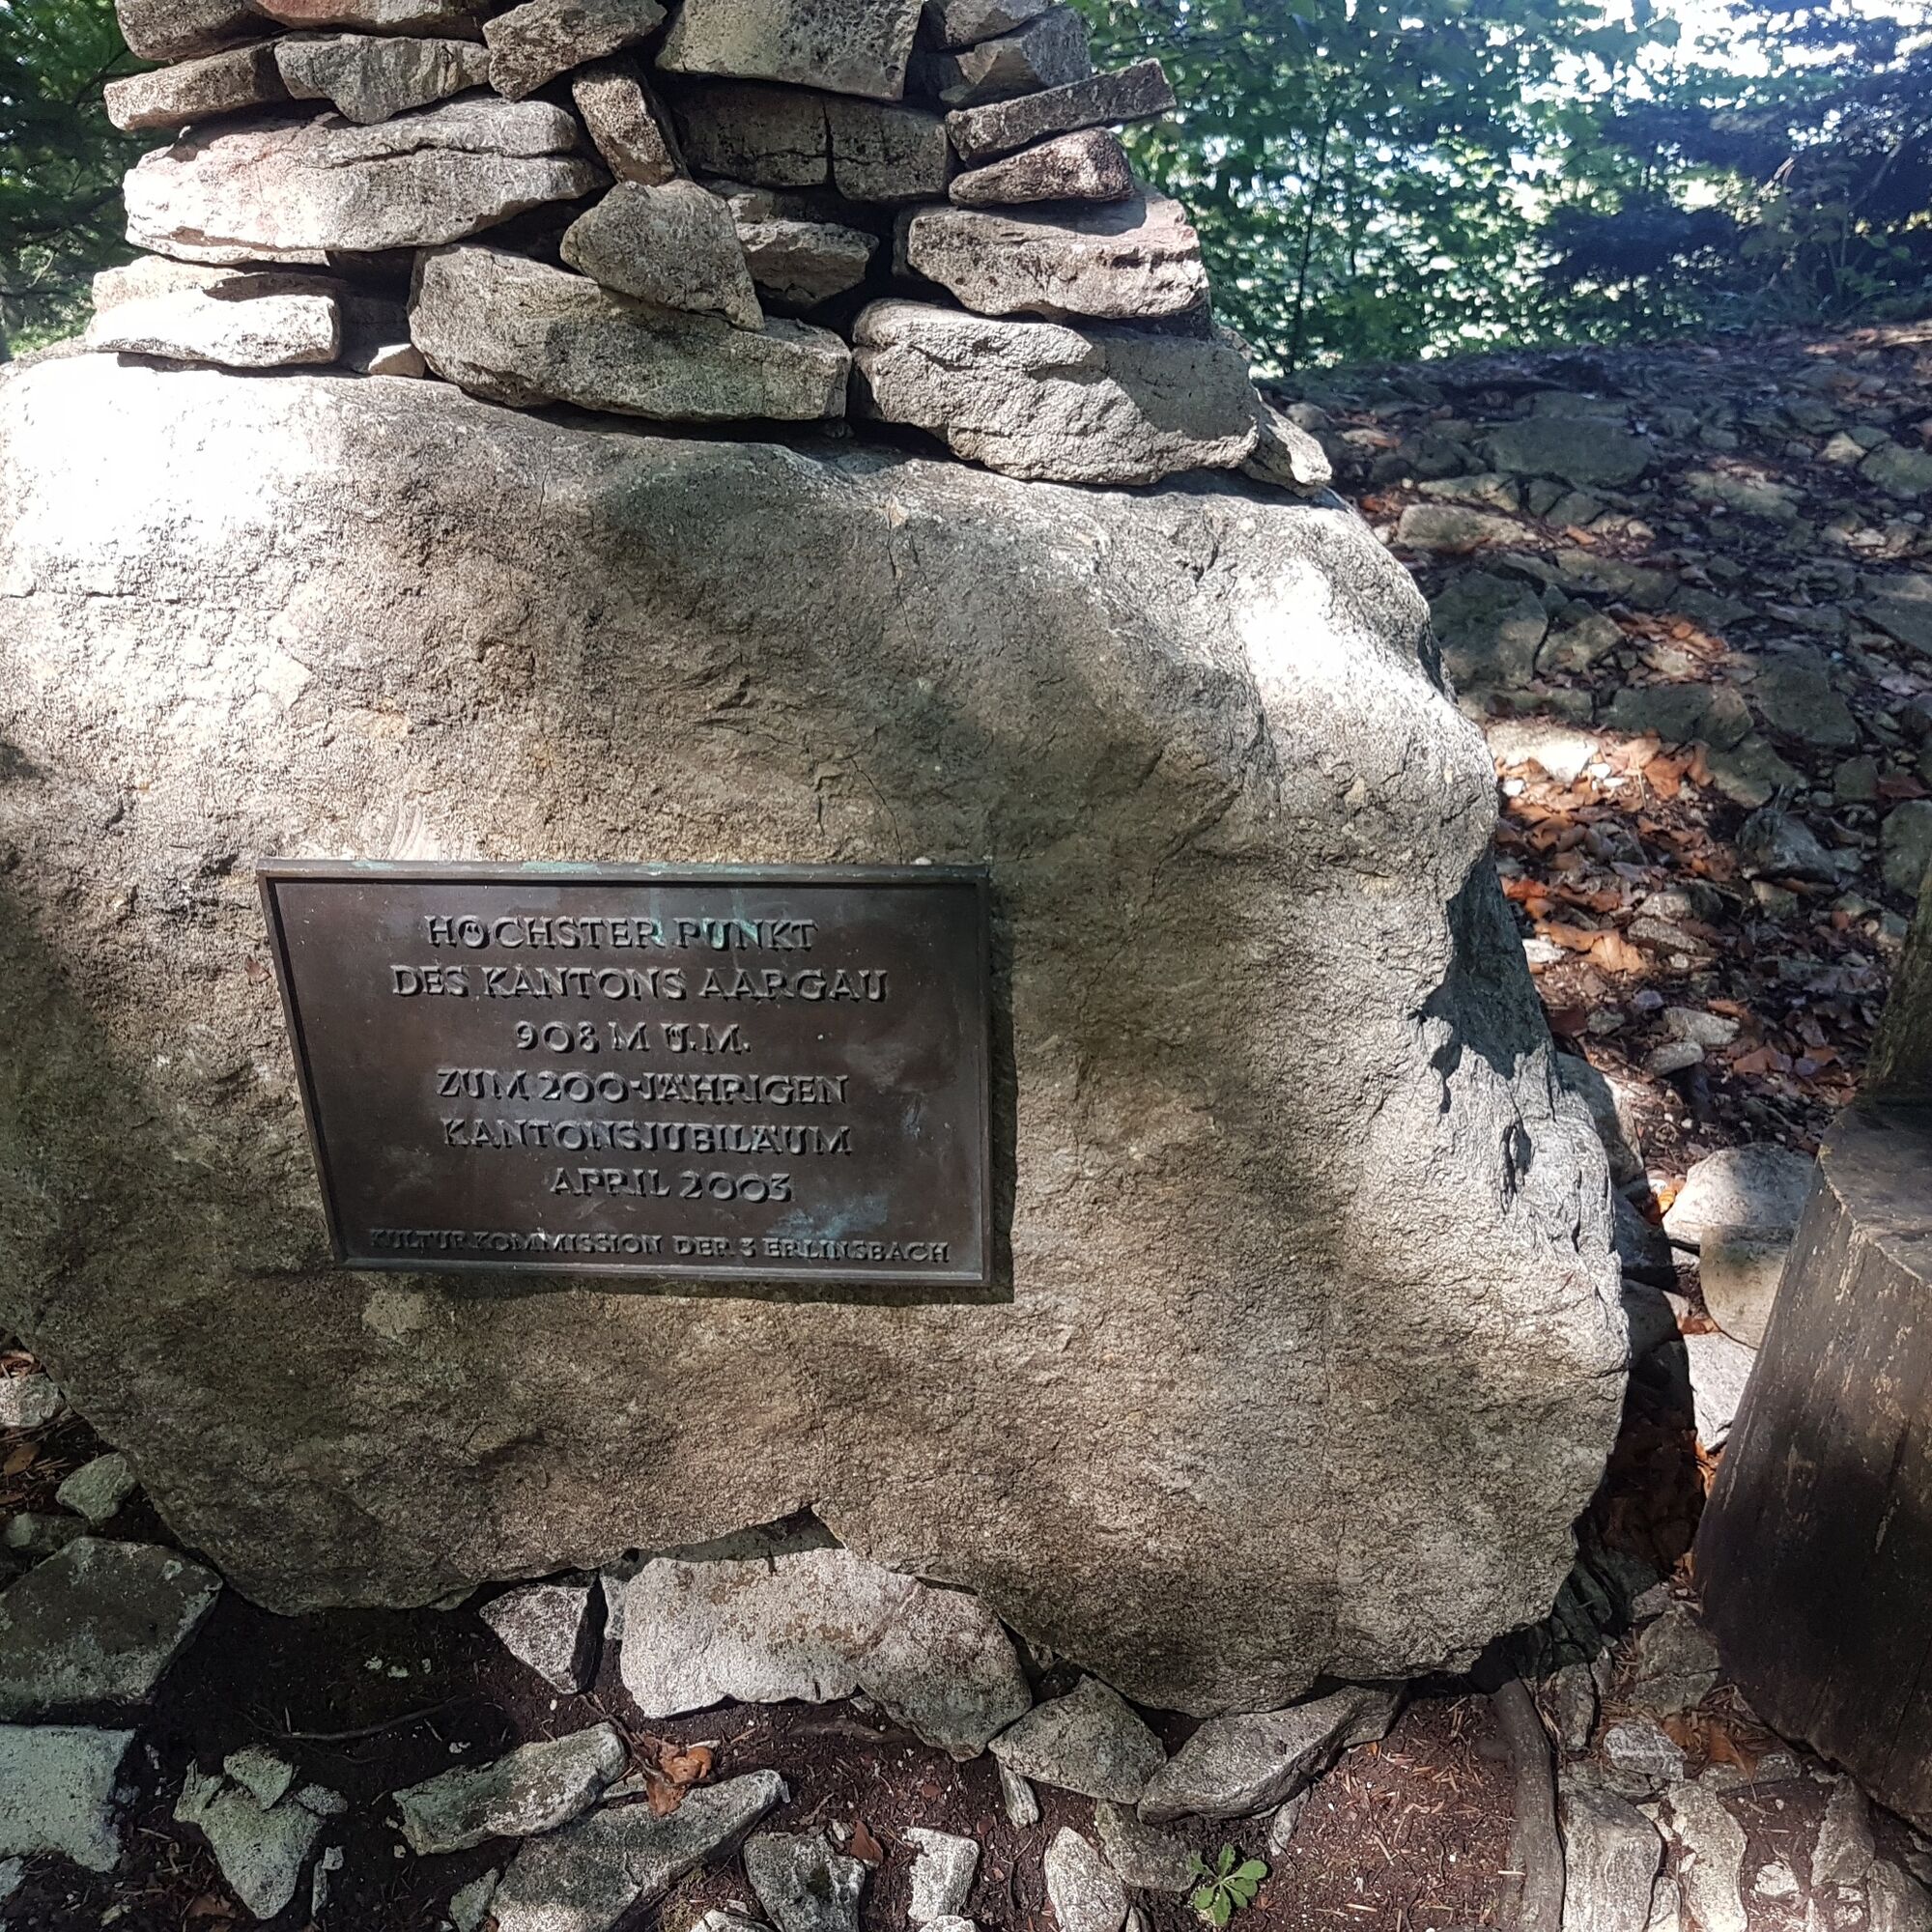 HÖCHSTER PUNKT
DES KANTONS AARGAU
908 M Ü.M.
ZUM 200-JÄHRIGEN
KANTONSJUBILÄUM
APRIL 2003
KULTURKOMMISSION DER 3 ERLINSBACH